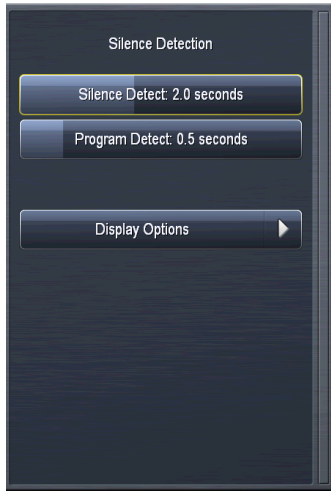 Silence Detection
Silence Detect: 2.0 seconds
Program Detect: 0.5 seconds
Display Options